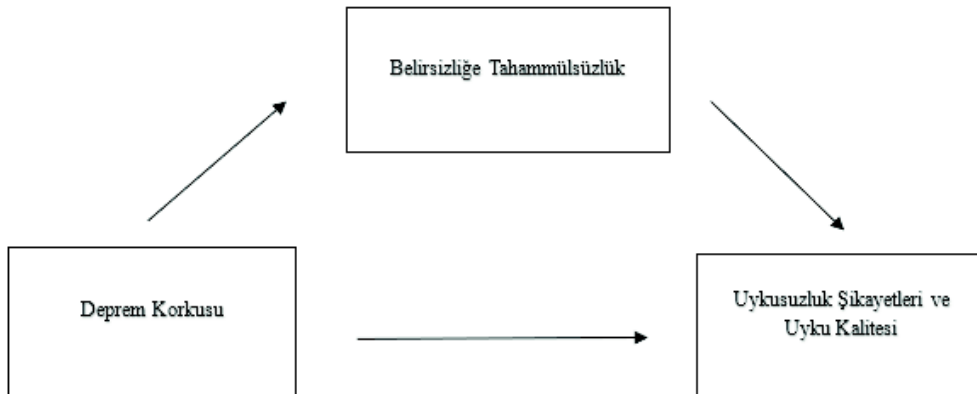 Belirsizliğe Tahammülsüzlük
Deprem Korkusu
Uykusuzluk Şikayetleri ve
Uyku Kalitesi